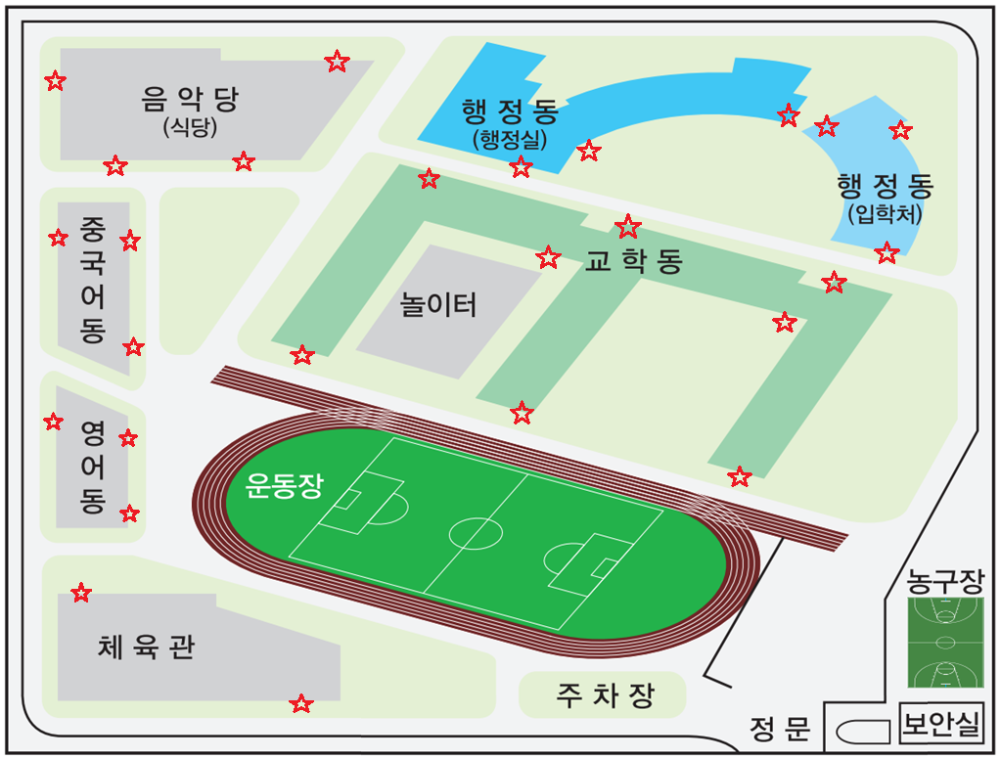 음 악 당
(식당)
행 정 동
(행정실)
행 정 동
(입학처)
중
국
어
동
교 학 동
놀이터
영
어
동
운동장
농구장
체 육 관
주 차 장
정 문
보안실